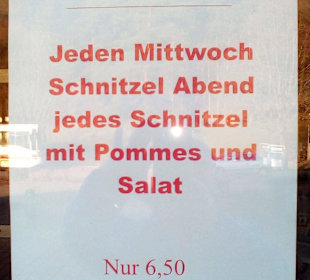 Jeden Mittwoch
Schnitzel Abend
jedes Schnitzel
mit Pommes und
Salat
Nur 6,50